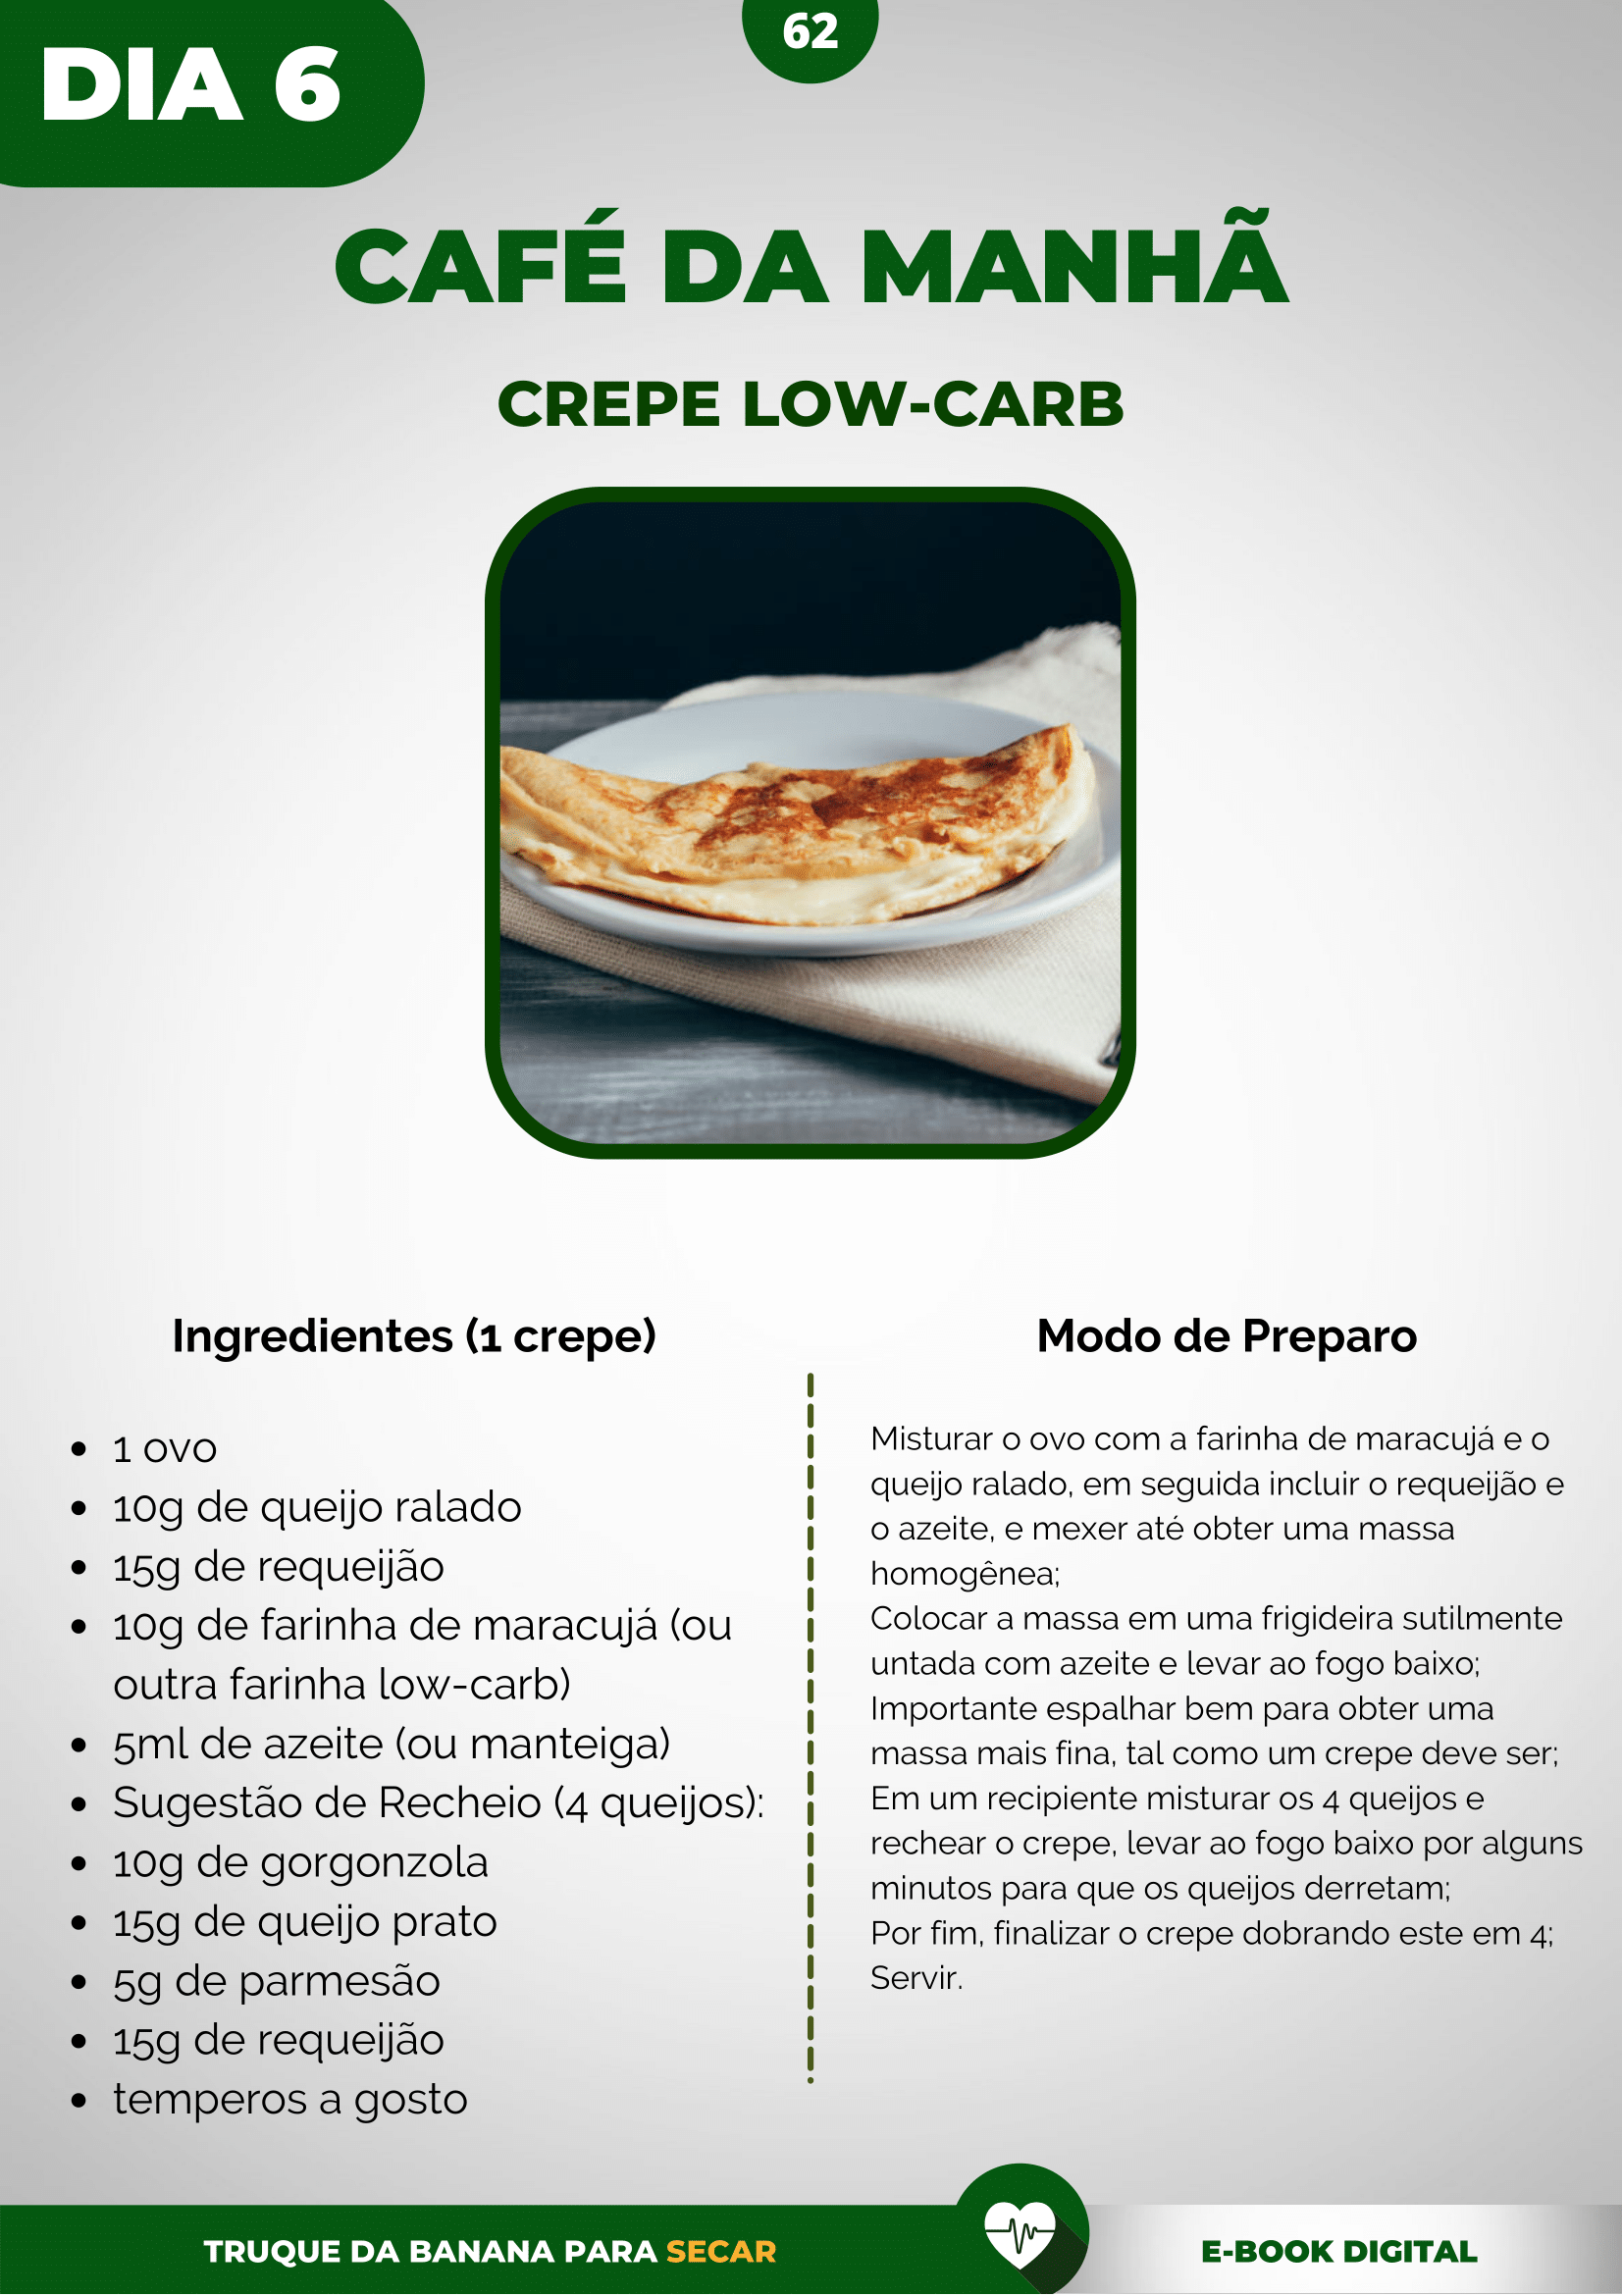 DIA 6
62
CAFÉ DA MANHÃ
CREPE LOW-CARB
Ingredientes (1 crepe)
• 1 ovo
• 10g de queijo ralado
• 15g de requeijão
• 10g de farinha de maracujá (ou
outra farinha low-carb)
• 5ml de azeite (ou manteiga)
• Sugestão de Recheio (4 queijos):
• 10g de gorgonzola
• 15g de queijo prato
• 5g de parmesão
• 15g de requeijão
• temperos a gosto
Modo de Preparo
Misturar o ovo com a farinha de maracujá e o
queijo ralado, em seguida incluir o requeijão e
o azeite, e mexer até obter uma massa
homogênea;
Colocar a massa em uma frigideira sutilmente
untada com azeite e levar ao fogo baixo;
Importante espalhar bem para obter uma
massa mais fina, tal como um crepe deve ser;
Em um recipiente misturar os 4 queijos e
rechear o crepe, levar ao fogo baixo por alguns
minutos para que os queijos derretam;
Por fim, finalizar o crepe dobrando este em 4;
Servir.
TRUQUE DA BANANA PARA SECAR
E-BOOK DIGITAL